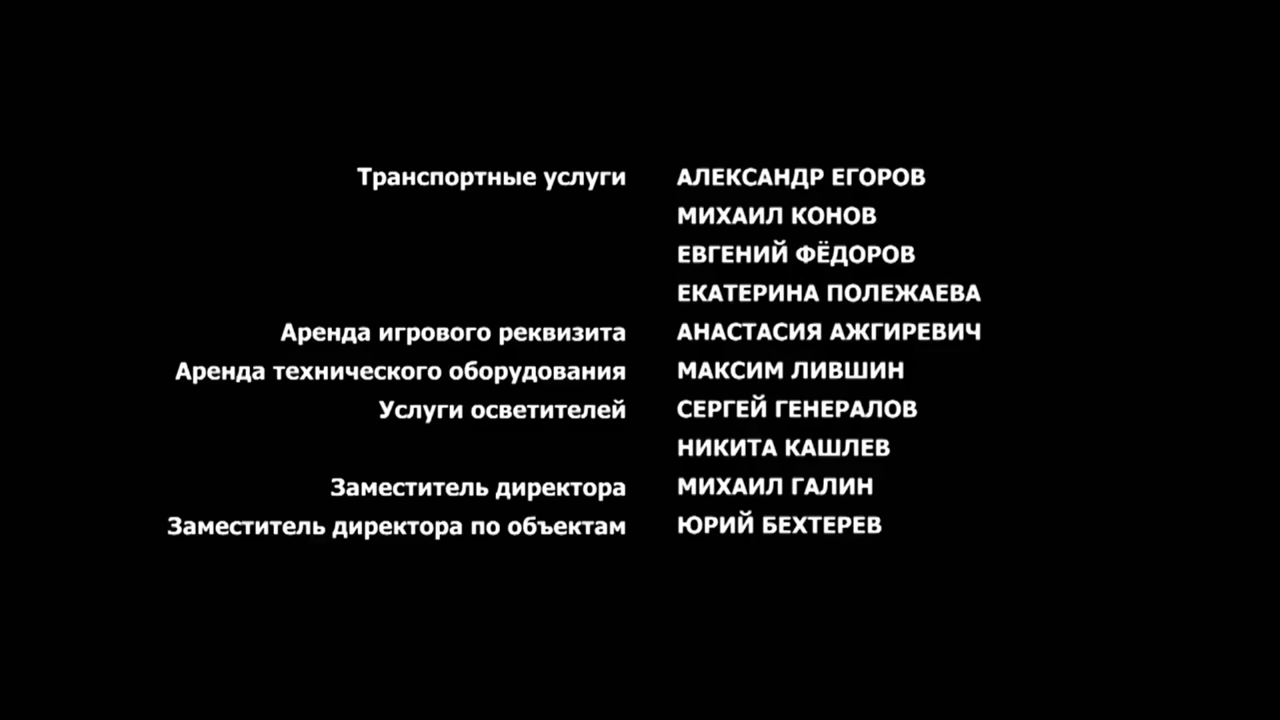 Транспортные услуги АЛЕКСАНДР ЕГОРОВ
МИХАИЛ КОНОВ
ЕВГЕНИЙ ФЁДОРОВ
ЕКАТЕРИНА ПОЛЕЖАЕВА
Аренда игрового реквизита АНАСТАСИЯ АЖГИРЕВИЧ
Аренда технического оборудования МАКСИМ ЛИВШИН
Услуги осветителей СЕРГЕЙ ГЕНЕРАЛОВ
НИКИТА КАШЛЕВ
Заместитель директора МИХАИЛ ГАЛИН
Заместитель директора по объектам ЮРИЙ БЕХТЕРЕВ